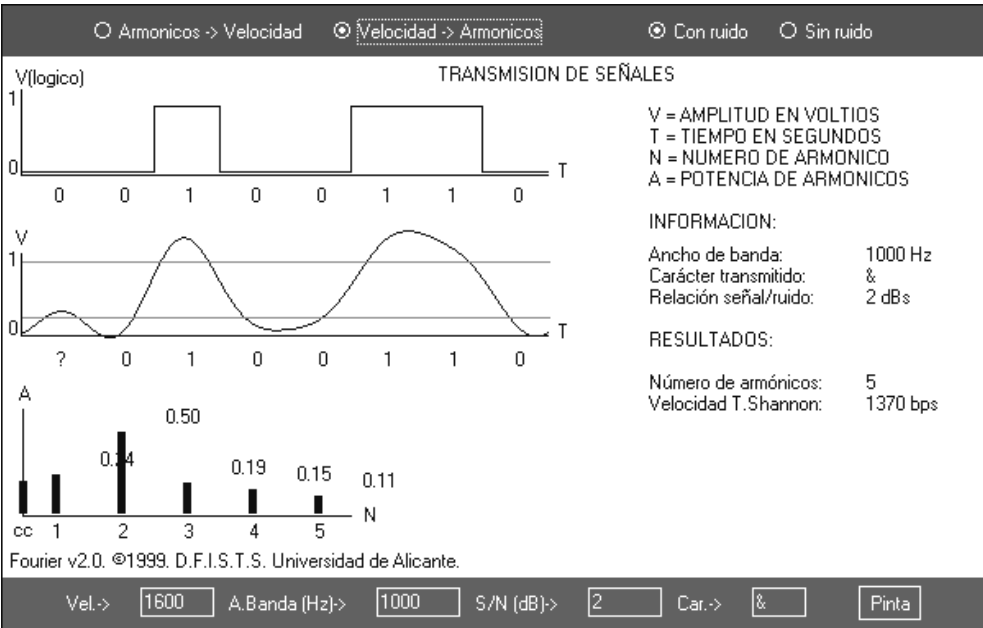 Armonicos -> Velocidad Velocidad -> Armonicos Con ruido Sin ruido
TRANSMISION DE SEÑALES
V(logico)
1
0
T
0 0 1 0 0 1 1 0
V
1
0
T
? 0 1 0 0 1 1 0
A
0.34 0.50 0.19 0.15 0.11
N
cc 1 2 3 4 5
V = AMPLITUD EN VOLTIOS
T = TIEMPO EN SEGUNDOS
N = NUMERO DE ARMONICO
A = POTENCIA DE ARMONICOS
INFORMACION:
Ancho de banda: 1000 Hz
Carácter transmitido: &
Relación señal/ruido: 2 dBs
RESULTADOS:
Número de armónicos: 5
Velocidad T.Shannon: 1370 bps
Fourier v2.0. ©1999. D.F.I.S.T.S. Universidad de Alicante.
Vel.-> 1600 A.Banda (Hz)-> 1000 S/N (dB)-> 2 Car.-> & Pinta